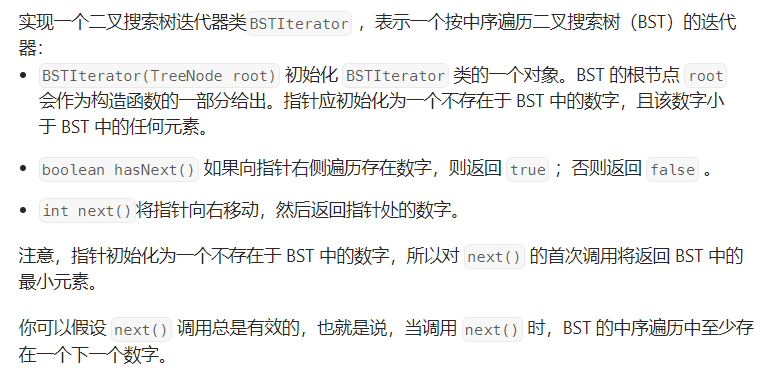 实现一个二叉搜索树迭代器类BSTIterator ，表示一个按中序遍历二叉搜索树（BST）的迭代
器：
• BSTIterator(TreeNode root) 初始化 BSTIterator 类的一个对象。BST 的根节点 root
会作为构造函数的一部分给出。指针应初始化为一个不存在于 BST 中的数字，且该数字小
于 BST 中的任何元素。
• boolean hasNext() 如果向指针右侧遍历存在数字，则返回 true ；否则返回 false 。
• int next()将指针向右移动，然后返回指针处的数字。
注意，指针初始化为一个不存在于 BST 中的数字，所以对 next() 的首次调用将返回 BST 中的
最小元素。
你可以假设 next() 调用总是有效的，也就是说，当调用 next() 时，BST 的中序遍历中至少存
在一个下一个数字。